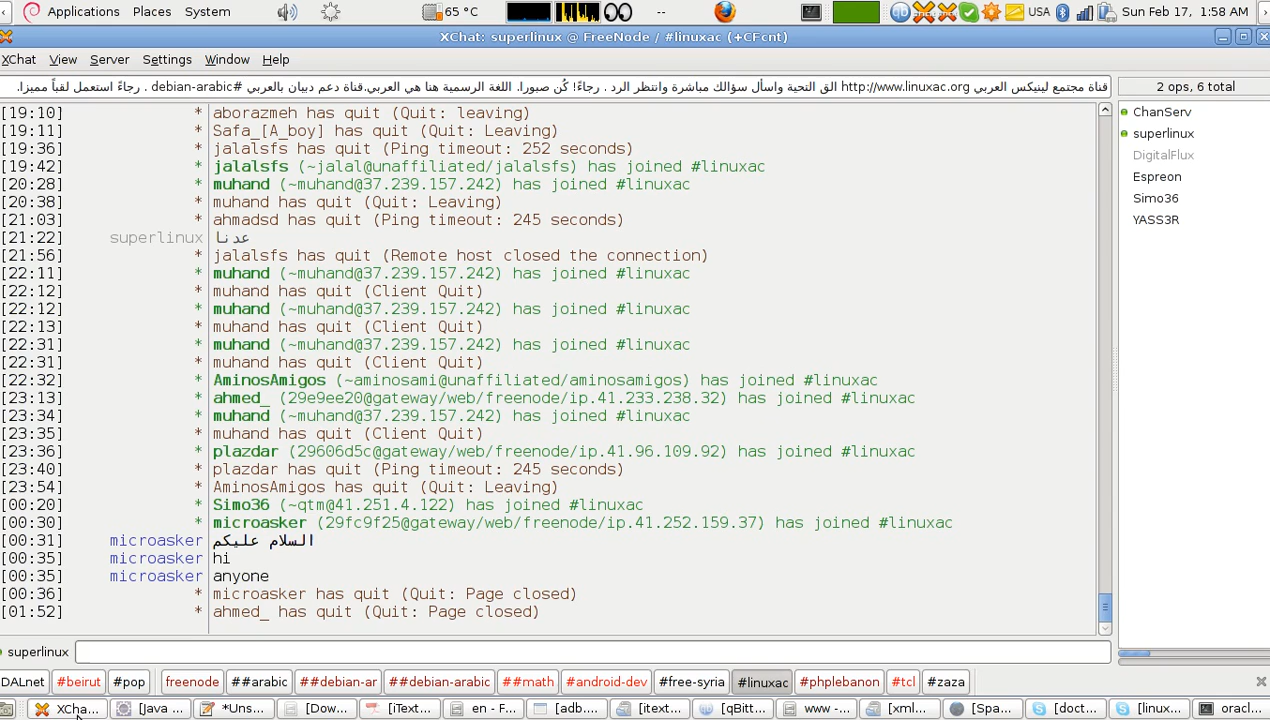 Applications Places System 65 °C -- USA Sun Feb 17, 1:58 AM
XChat: superlinux @ FreeNode / #linuxac (+CFcnt)
XChat View Server Settings Window Help
قناة مجتمع لينيكس العربي http://www.linuxac.org الق التحية واسأل سؤالك مباشرة وانتظر الرد . رجاءً! كُن صبورا. اللغة الرسمية هنا هي العربي.قناة دعم دبيان بالعربي #debian-arabic . رجاءً استعمل لقباً مميزا.
2 ops, 6 total
[19:10] * aborazmeh has quit (Quit: leaving)
[19:11] * Safa_[A_boy] has quit (Quit: Leaving)
[19:36] * jalalsfs has quit (Ping timeout: 252 seconds)
[19:42] * jalalsfs (~jalal@unaffiliated/jalalsfs) has joined #linuxac
[20:28] * muhand (~muhand@37.239.157.242) has joined #linuxac
[20:38] * muhand has quit (Quit: Leaving)
[21:03] * ahmadsd has quit (Ping timeout: 245 seconds)
[21:22] superlinux عدنا
[21:56] * jalalsfs has quit (Remote host closed the connection)
[22:11] * muhand (~muhand@37.239.157.242) has joined #linuxac
[22:12] * muhand has quit (Client Quit)
[22:12] * muhand (~muhand@37.239.157.242) has joined #linuxac
[22:13] * muhand has quit (Client Quit)
[22:31] * muhand (~muhand@37.239.157.242) has joined #linuxac
[22:31] * muhand has quit (Client Quit)
[22:32] * AminosAmigos (~aminosami@unaffiliated/aminosamigos) has joined #linuxac
[23:13] * ahmed_ (29e9ee20@gateway/web/freenode/ip.41.233.238.32) has joined #linuxac
[23:34] * muhand (~muhand@37.239.157.242) has joined #linuxac
[23:35] * muhand has quit (Client Quit)
[23:36] * plazdar (29606d5c@gateway/web/freenode/ip.41.96.109.92) has joined #linuxac
[23:40] * plazdar has quit (Ping timeout: 245 seconds)
[23:54] * AminosAmigos has quit (Quit: Leaving)
[00:20] * Simo36 (~qtm@41.251.4.122) has joined #linuxac
[00:30] * microasker (29fc9f25@gateway/web/freenode/ip.41.252.159.37) has joined #linuxac
[00:31] microasker السلام عليكم
[00:35] microasker hi
[00:35] microasker anyone
[00:36] * microasker has quit (Quit: Page closed)
[01:52] * ahmed_ has quit (Quit: Page closed)
ChanServ
superlinux
DigitalFlux
Espreon
Simo36
YASS3R
superlinux
DALnet #beirut #pop freenode ##arabic ##debian-ar ##debian-arabic ##math #android-dev #free-syria #linuxac #phplebanon #tcl #zaza
XCha... [Java ... *Uns... [Dow... [iText... en - F... [adb.... [itext... [qBitt... www -... [xml... [Spa... [doct... [linux... oracl...